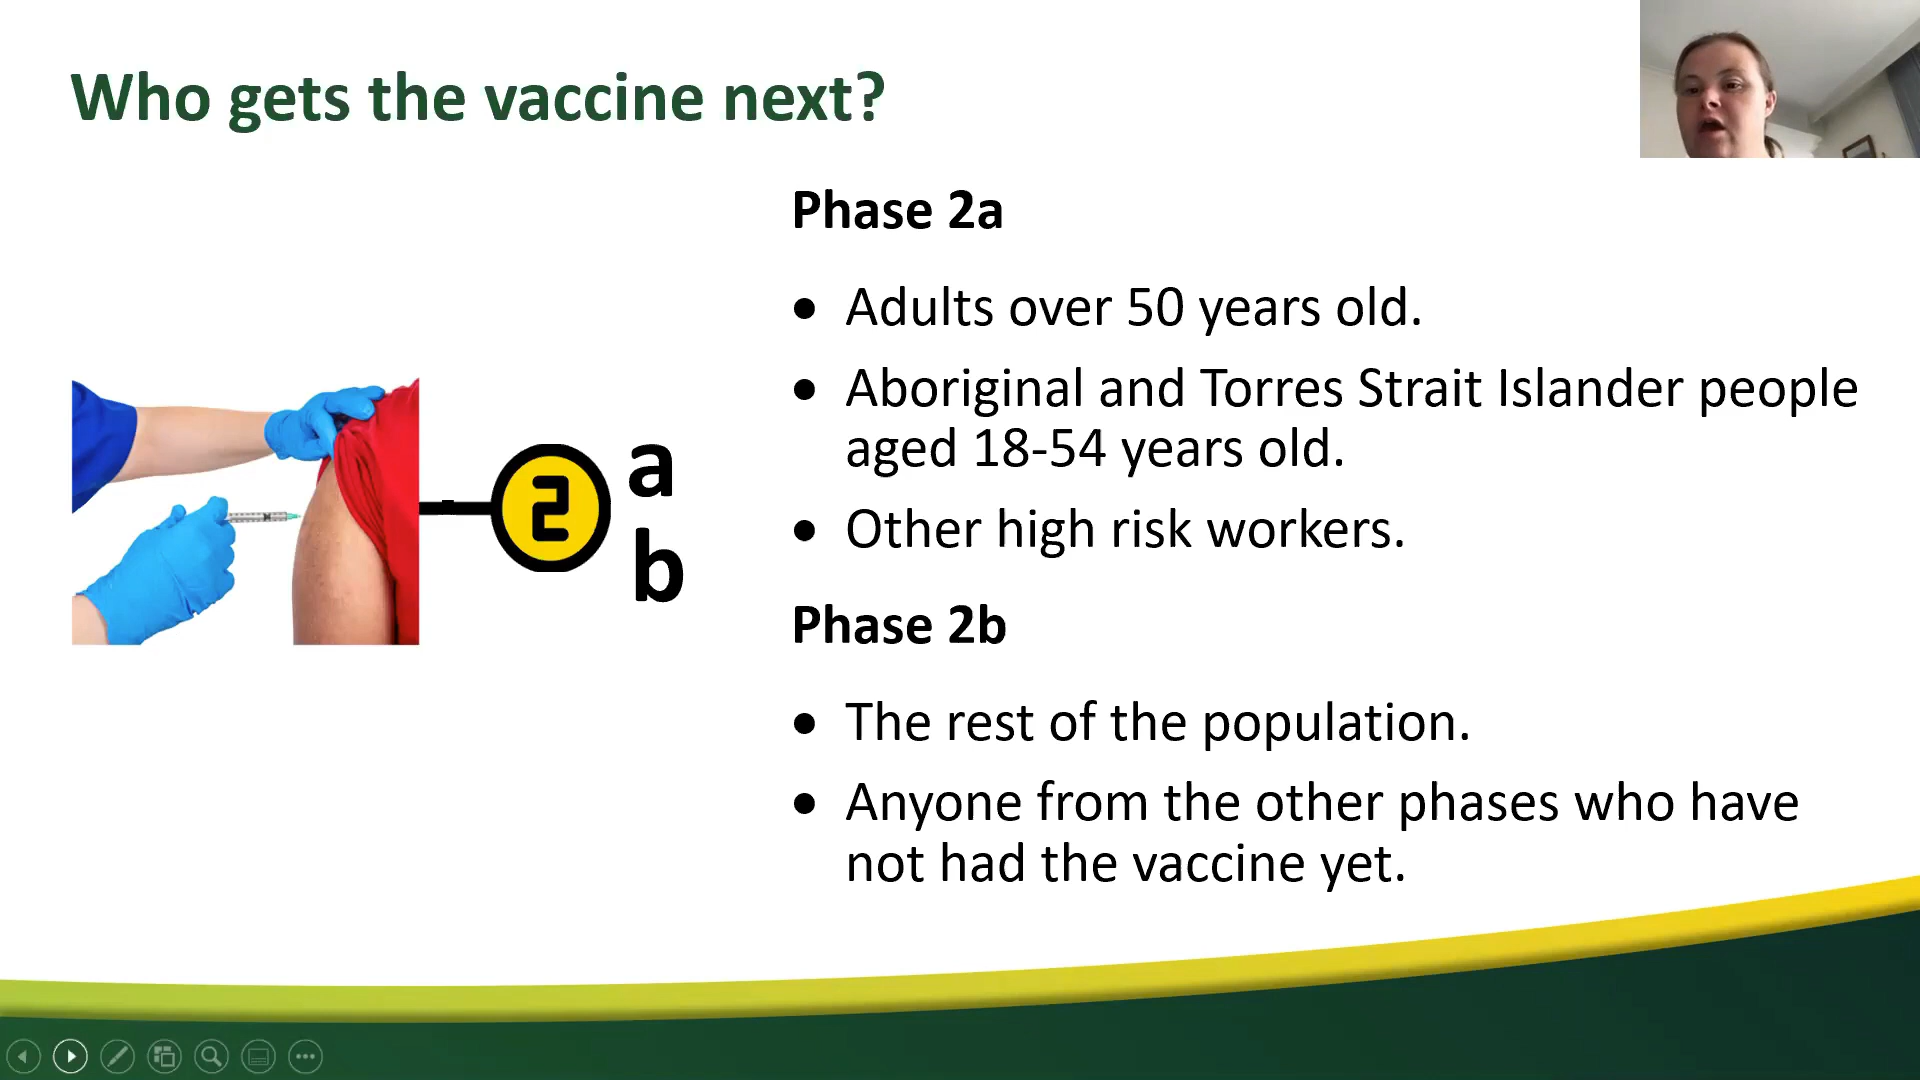 Who gets the vaccine next?
2
a
b
Phase 2a
• Adults over 50 years old.
• Aboriginal and Torres Strait Islander people
aged 18-54 years old.
• Other high risk workers.
Phase 2b
• The rest of the population.
• Anyone from the other phases who have
not had the vaccine yet.